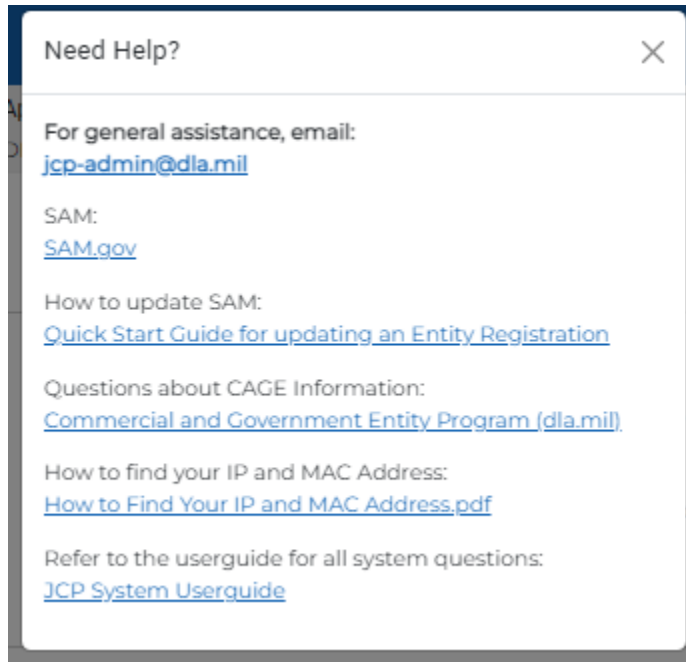 Need Help?
For general assistance, email:
jcp-admin@dla.mil
SAM:
SAM.gov
How to update SAM:
Quick Start Guide for updating an Entity Registration
Questions about CAGE Information:
Commercial and Government Entity Program (dla.mil)
How to find your IP and MAC Address:
How to Find Your IP and MAC Address.pdf
Refer to the userguide for all system questions:
JCP System Userguide